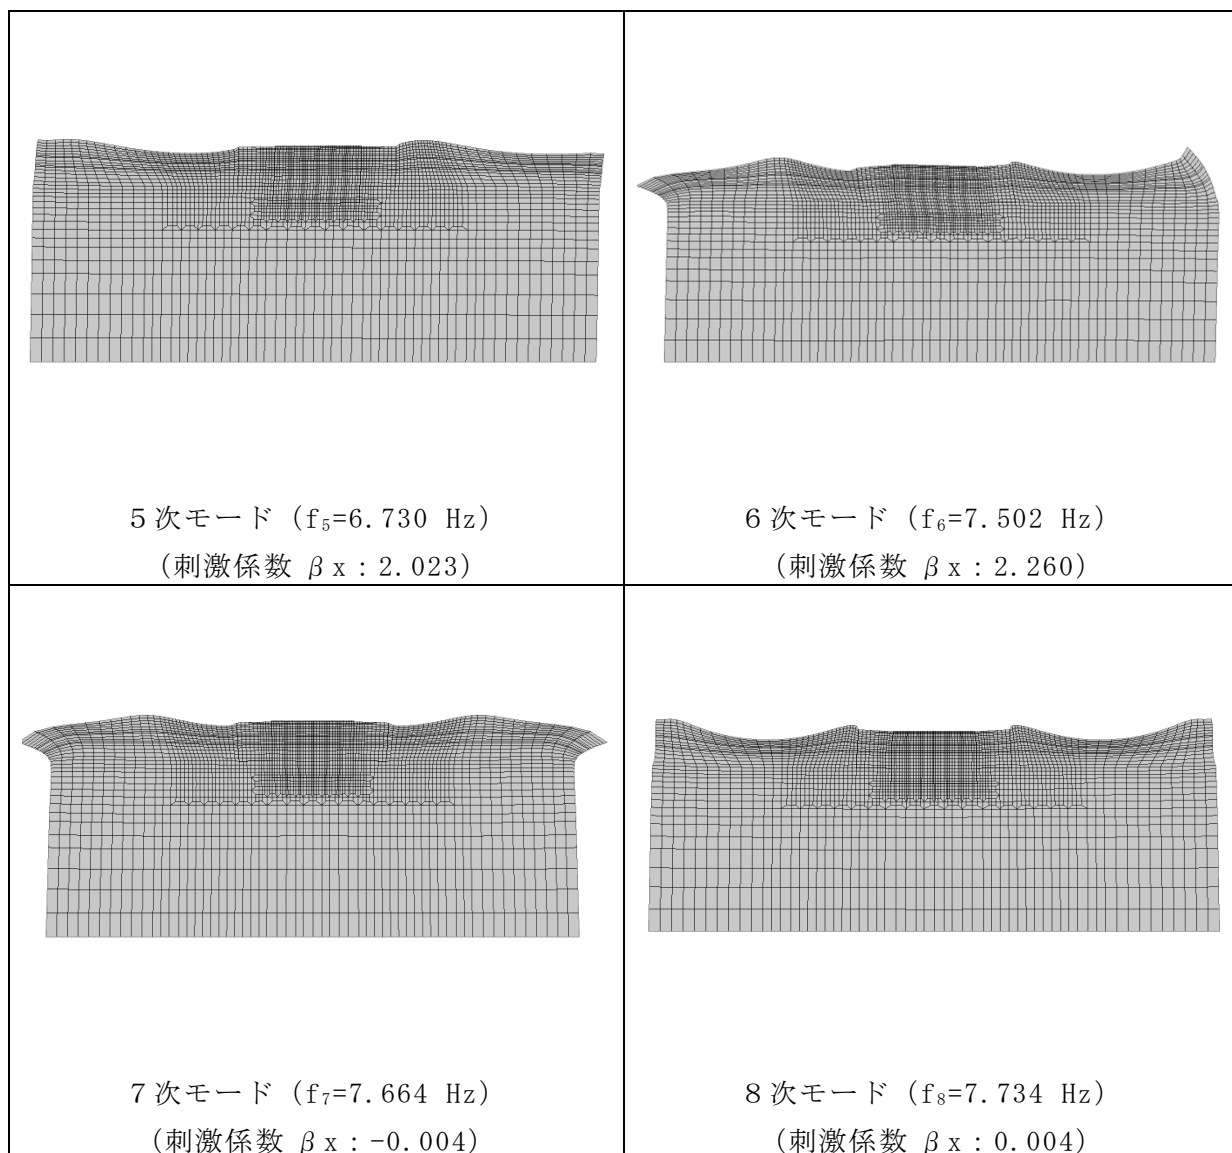 5次モード (f₅=6.730 Hz)
(刺激係数 βx:2.023)
6次モード (f₆=7.502 Hz)
(刺激係数 βx:2.260)
7次モード (f₇=7.664 Hz)
(刺激係数 βx:-0.004)
8次モード (f₈=7.734 Hz)
(刺激係数 βx:0.004)